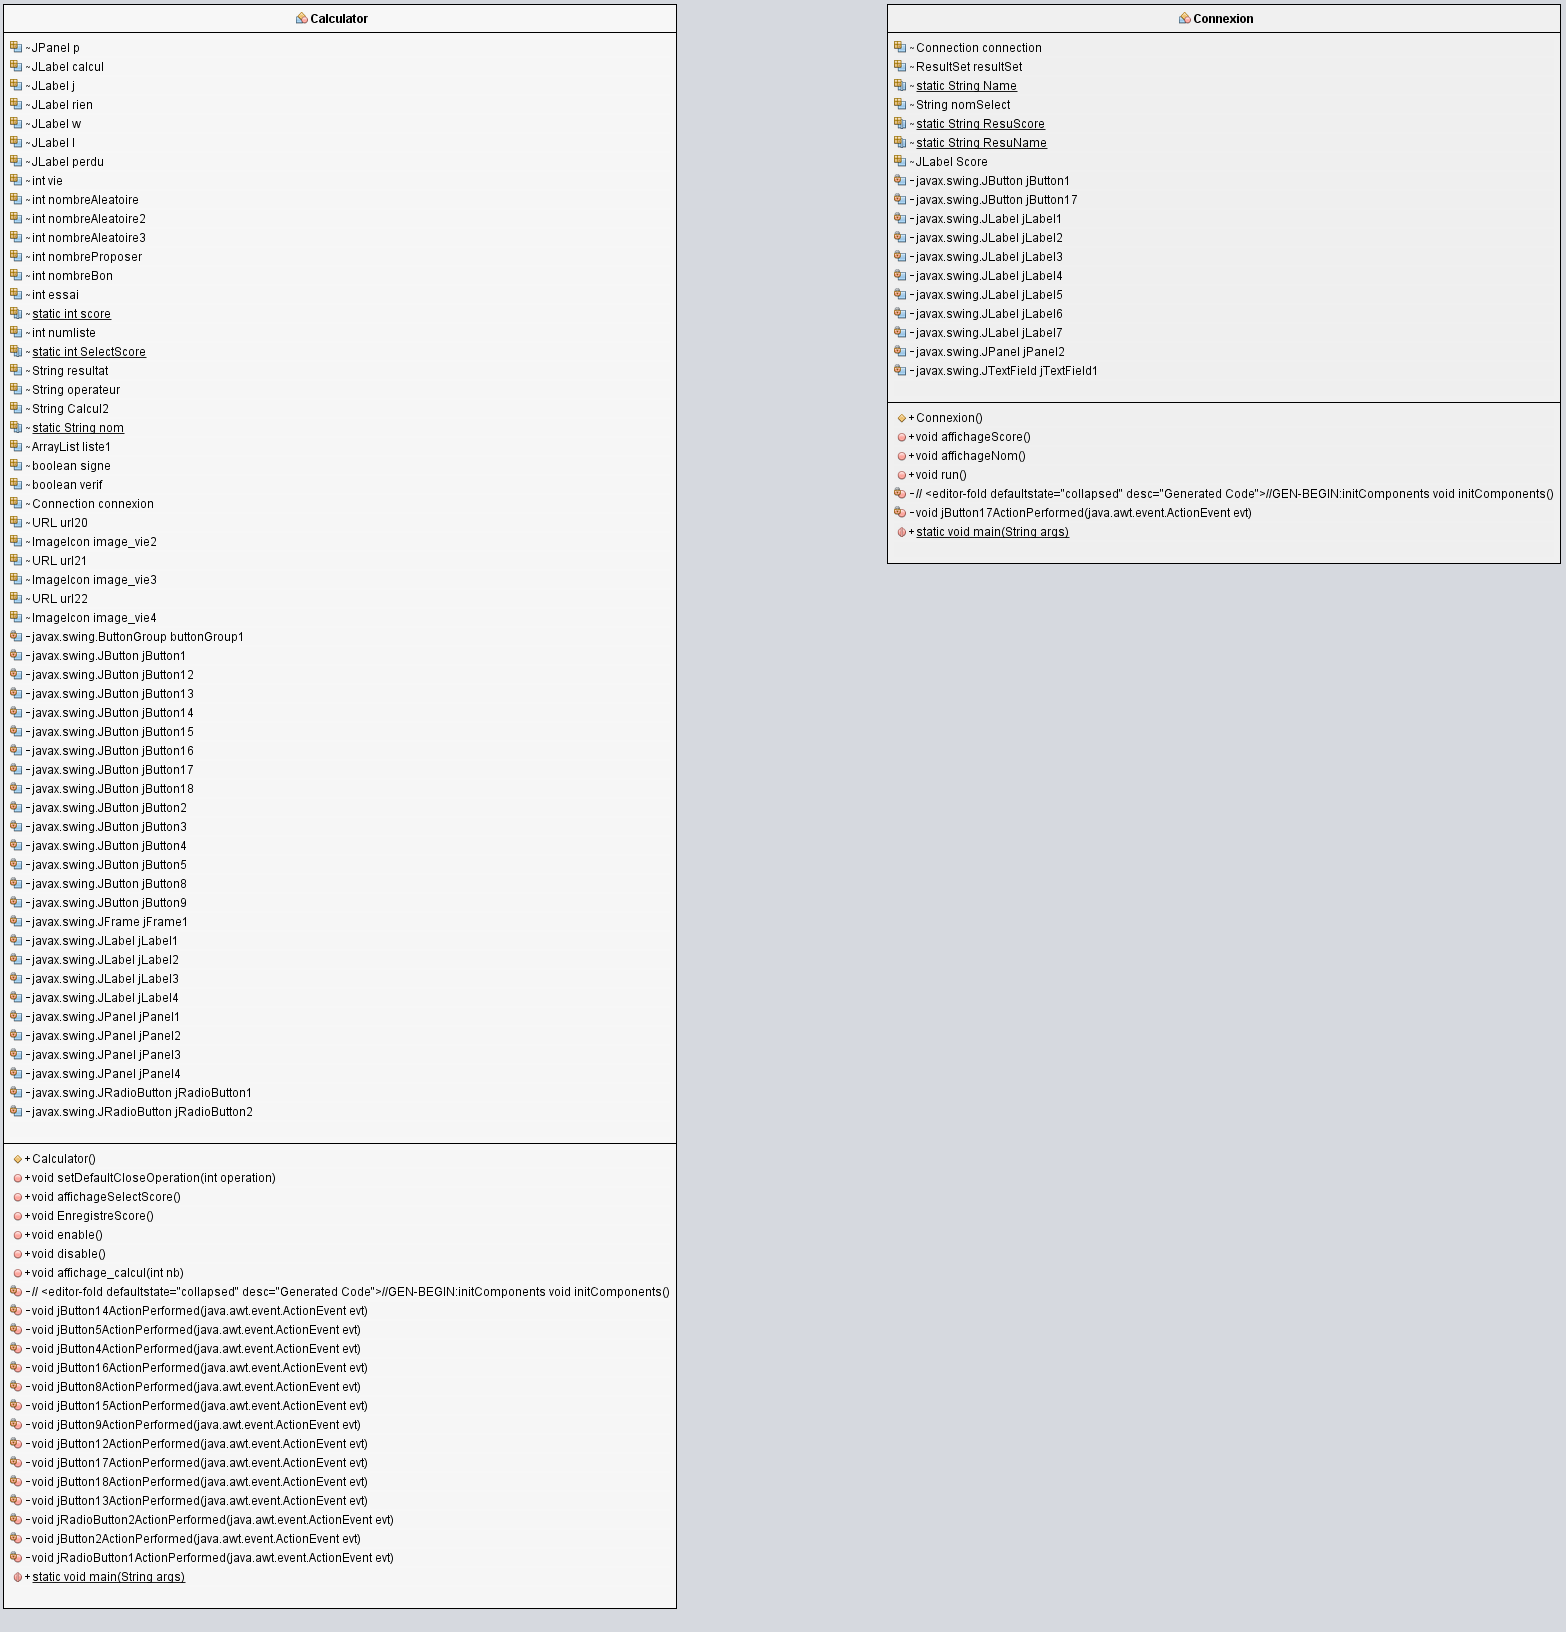 Calculator
~JPanel p
~JLabel calcul
~JLabel j
~JLabel rien
~JLabel w
~JLabel l
~JLabel perdu
~int vie
~int nombreAleatoire
~int nombreAleatoire2
~int nombreAleatoire3
~int nombreProposer
~int nombreBon
~int essai
~static int score
~int numliste
~static int SelectScore
~String resultat
~String operateur
~String Calcul2
~static String nom
~ArrayList liste1
~boolean signe
~boolean verif
~Connection connexion
~URL url20
~ImageIcon image_vie2
~URL url21
~ImageIcon image_vie3
~URL url22
~ImageIcon image_vie4
-javax.swing.ButtonGroup buttonGroup1
-javax.swing.JButton jButton1
-javax.swing.JButton jButton12
-javax.swing.JButton jButton13
-javax.swing.JButton jButton14
-javax.swing.JButton jButton15
-javax.swing.JButton jButton16
-javax.swing.JButton jButton17
-javax.swing.JButton jButton18
-javax.swing.JButton jButton2
-javax.swing.JButton jButton3
-javax.swing.JButton jButton4
-javax.swing.JButton jButton5
-javax.swing.JButton jButton8
-javax.swing.JButton jButton9
-javax.swing.JFrame jFrame1
-javax.swing.JLabel jLabel1
-javax.swing.JLabel jLabel2
-javax.swing.JLabel jLabel3
-javax.swing.JLabel jLabel4
-javax.swing.JPanel jPanel1
-javax.swing.JPanel jPanel2
-javax.swing.JPanel jPanel3
-javax.swing.JPanel jPanel4
-javax.swing.JRadioButton jRadioButton1
-javax.swing.JRadioButton jRadioButton2
+Calculator()
+void setDefaultCloseOperation(int operation)
+void affichageSelectScore()
+void EnregistreScore()
+void enable()
+void disable()
+void affichage_calcul(int nb)
-// <editor-fold defaultstate="collapsed" desc="Generated Code">//GEN-BEGIN:initComponents void initComponents()
-void jButton14ActionPerformed(java.awt.event.ActionEvent evt)
-void jButton5ActionPerformed(java.awt.event.ActionEvent evt)
-void jButton4ActionPerformed(java.awt.event.ActionEvent evt)
-void jButton16ActionPerformed(java.awt.event.ActionEvent evt)
-void jButton8ActionPerformed(java.awt.event.ActionEvent evt)
-void jButton15ActionPerformed(java.awt.event.ActionEvent evt)
-void jButton9ActionPerformed(java.awt.event.ActionEvent evt)
-void jButton12ActionPerformed(java.awt.event.ActionEvent evt)
-void jButton17ActionPerformed(java.awt.event.ActionEvent evt)
-void jButton18ActionPerformed(java.awt.event.ActionEvent evt)
-void jButton13ActionPerformed(java.awt.event.ActionEvent evt)
-void jRadioButton2ActionPerformed(java.awt.event.ActionEvent evt)
-void jButton2ActionPerformed(java.awt.event.ActionEvent evt)
-void jRadioButton1ActionPerformed(java.awt.event.ActionEvent evt)
+static void main(String args)
Connexion
~Connection connection
~ResultSet resultSet
~static String Name
~String nomSelect
~static String ResuScore
~static String ResuName
~JLabel Score
-javax.swing.JButton jButton1
-javax.swing.JButton jButton17
-javax.swing.JLabel jLabel1
-javax.swing.JLabel jLabel2
-javax.swing.JLabel jLabel3
-javax.swing.JLabel jLabel4
-javax.swing.JLabel jLabel5
-javax.swing.JLabel jLabel6
-javax.swing.JLabel jLabel7
-javax.swing.JPanel jPanel2
-javax.swing.JTextField jTextField1
+Connexion()
+void affichageScore()
+void affichageNom()
+void run()
-// <editor-fold defaultstate="collapsed" desc="Generated Code">//GEN-BEGIN:initComponents void initComponents()
-void jButton17ActionPerformed(java.awt.event.ActionEvent evt)
+static void main(String args)